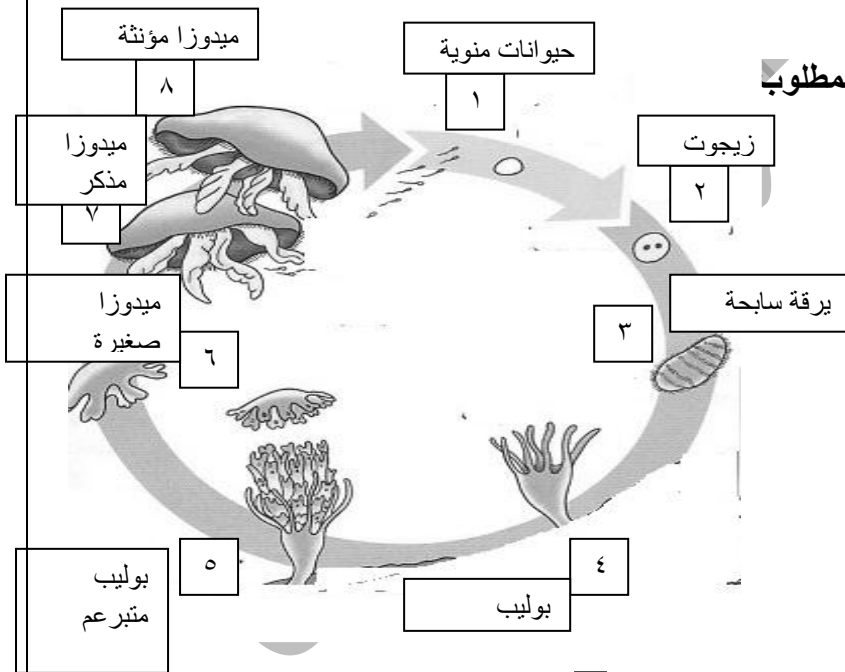 ميدوزا مؤنثة
٨
حيوانات منوية
١
مطلوب
ميدوزا
مذكر
٧
زيجوت
٢
يرقة سابحة
٣
ميدوزا
صغيرة
٦
بوليب
متبرعم
٥
بوليب
٤